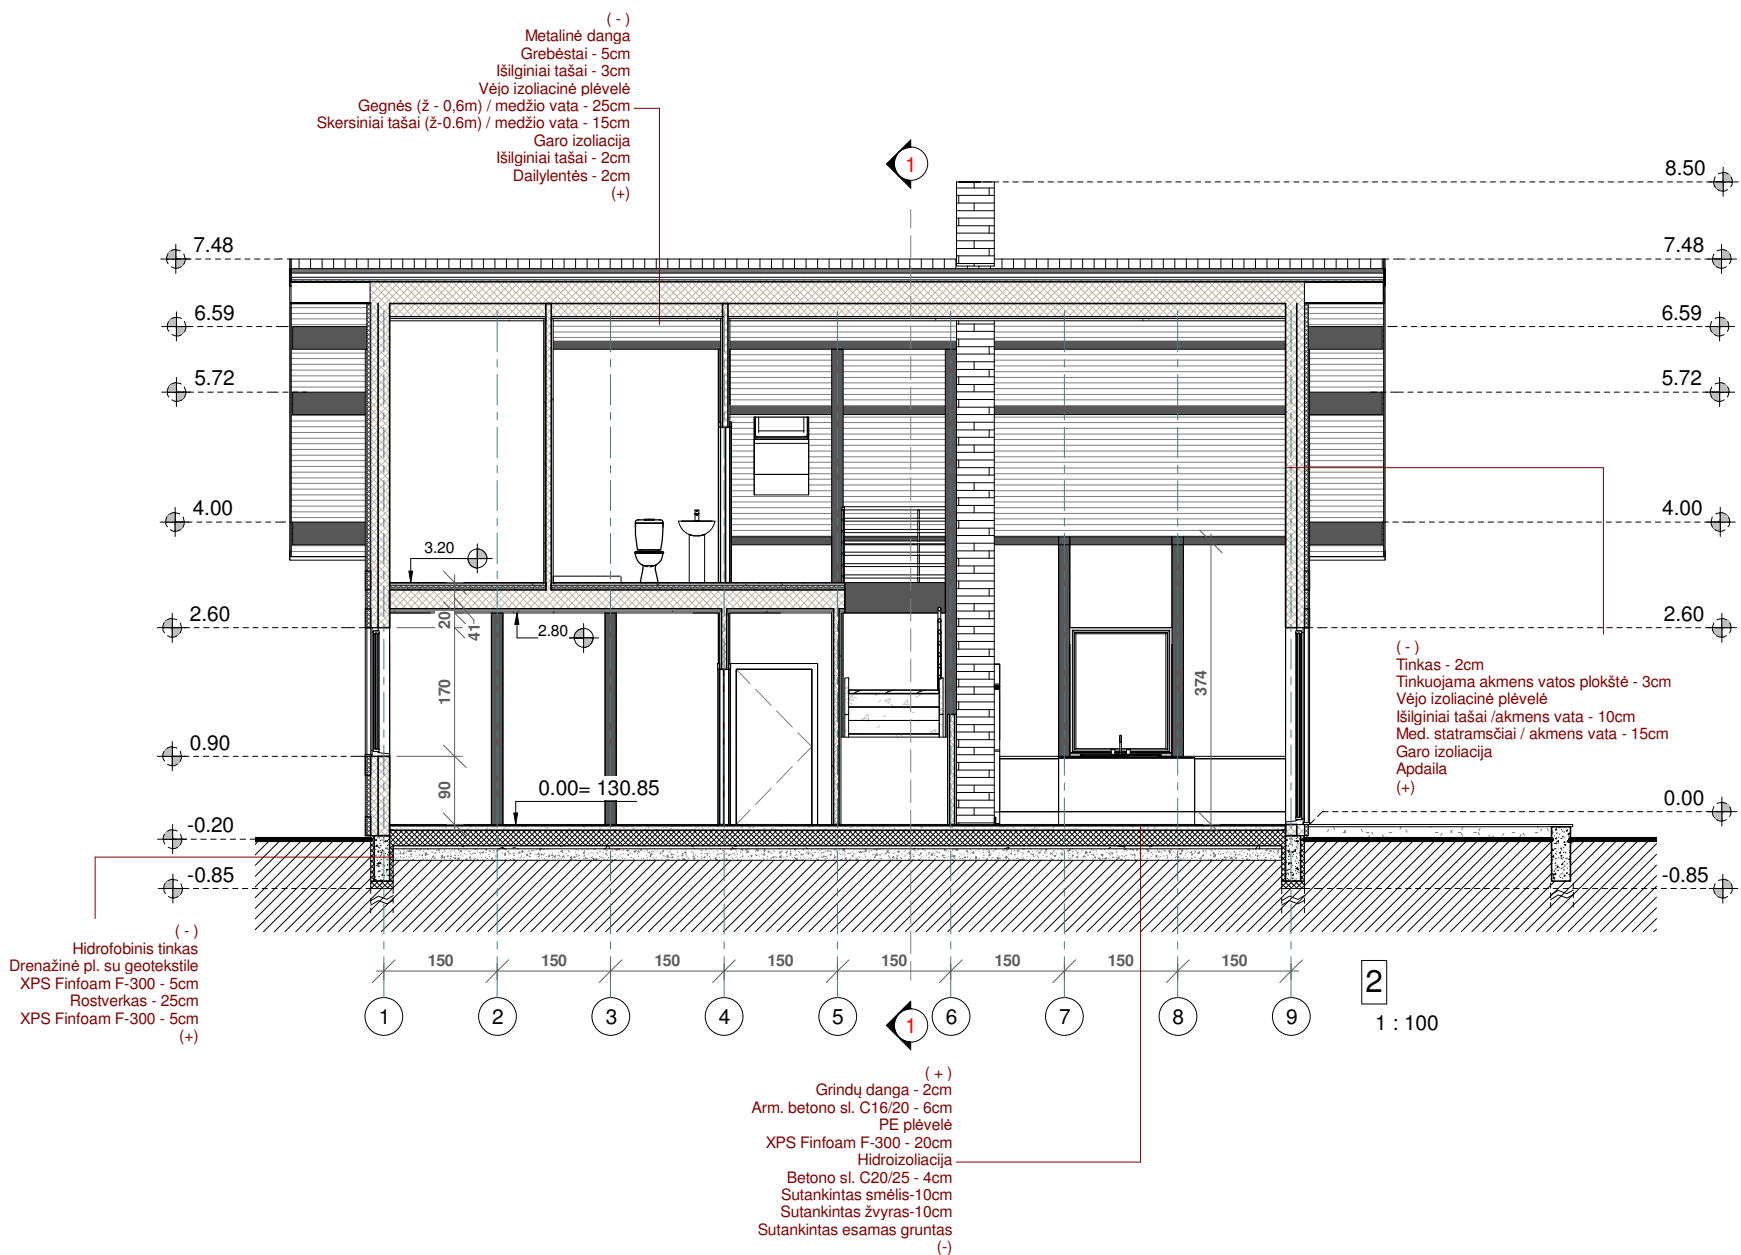 ( - )
Metalinė danga
Grebėstai - 5cm
Išilginiai tašai - 3cm
Vėjo izoliacinė plėvelė
Gegnės (ž - 0,6m) / medžio vata - 25cm
Skersiniai tašai (ž-0.6m) / medžio vata - 15cm
Garo izoliacija
Išilginiai tašai - 2cm
Dailylentės - 2cm
(+)
1
8.50
7.48
7.48
6.59
6.59
5.72
5.72
4.00
4.00
3.20
2.60
20
41
2.80
2.60
( - )
Tinkas - 2cm
Tinkuojama akmens vatos plokštė - 3cm
Vėjo izoliacinė plėvelė
Išilginiai tašai /akmens vata - 10cm
Med. statramsčiai / akmens vata - 15cm
Garo izoliacija
Apdaila
(+)
170
374
0.90
90
0.00= 130.85
0.00
-0.20
-0.85
-0.85
( - )
Hidrofobinis tinkas
Drenažinė pl. su geotekstile
XPS Finfoam F-300 - 5cm
Rostverkas - 25cm
XPS Finfoam F-300 - 5cm
(+)
150 150 150 150 150 150 150 150
1 2 3 4 5 1 6 7 8 9
2
1 : 100
( + )
Grindų danga - 2cm
Arm. betono sl. C16/20 - 6cm
PE plėvelė
XPS Finfoam F-300 - 20cm
Hidroizoliacija
Betono sl. C20/25 - 4cm
Sutankintas smėlis-10cm
Sutankintas žvyras-10cm
Sutankintas esamas gruntas
(-)